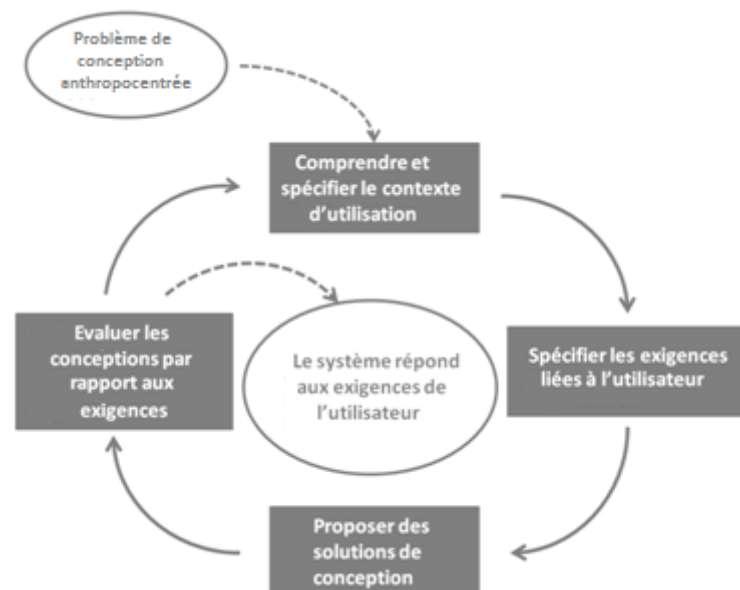 Problème de
conception
anthropocentrée
Comprendre et
spécifier le contexte
d'utilisation
Evaluer les
conceptions par
rapport aux
exigences
Le système répond
aux exigences de
l'utilisateur
Spécifier les exigences
liées à l'utilisateur
Proposer des
solutions de
conception